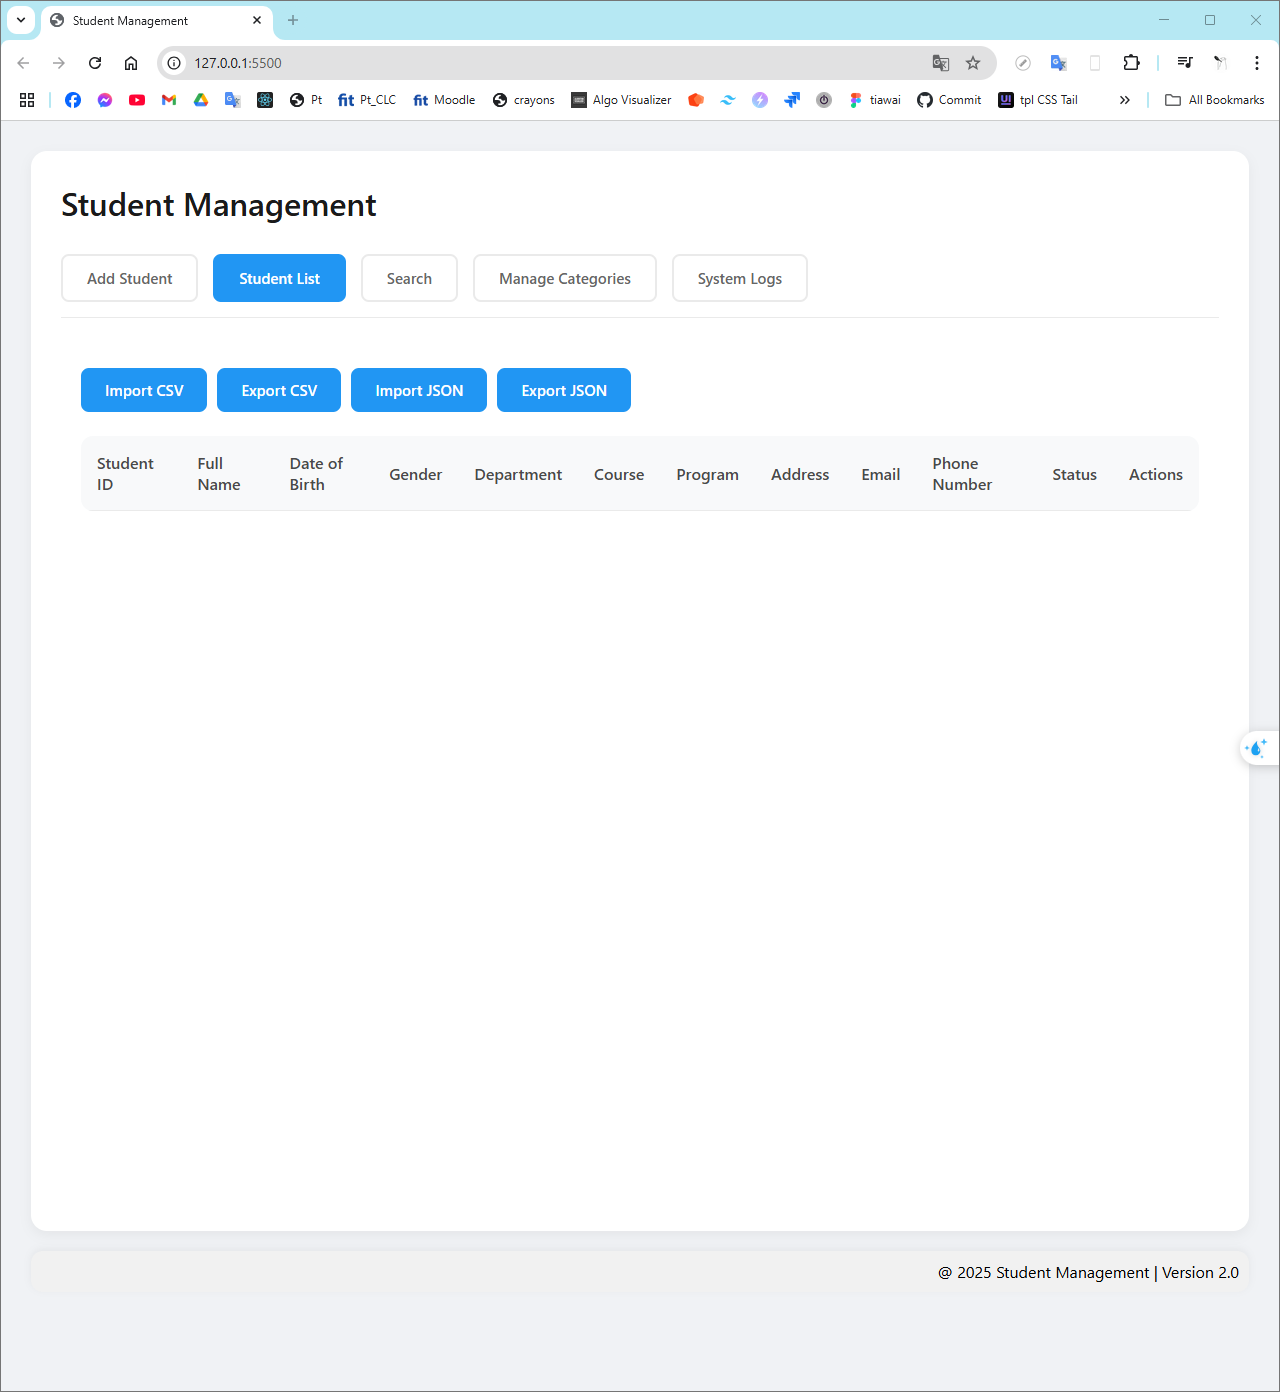 Student Management
127.0.0.1:5500
Pt
fit Pt_CLC
fit Moodle
crayons
Algo Visualizer
tiawai
Commit
UI tpl CSS Tail
All Bookmarks
Student Management
Add Student
Student List
Search
Manage Categories
System Logs
Import CSV
Export CSV
Import JSON
Export JSON
Student ID
Full Name
Date of Birth
Gender
Department
Course
Program
Address
Email
Phone Number
Status
Actions
@ 2025 Student Management | Version 2.0